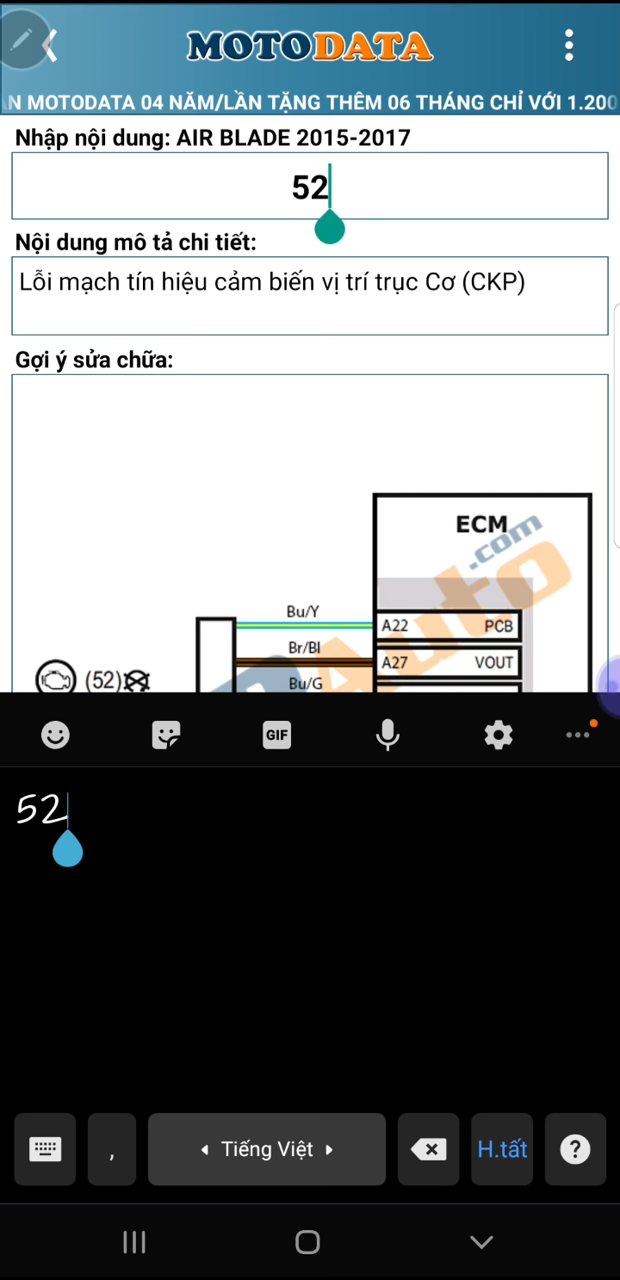 MOTODATA
N MOTODATA 04 NĂM/LẦN TẶNG THÊM 06 THÁNG CHỈ VỚI 1.200
Nhập nội dung: AIR BLADE 2015-2017
52
Nội dung mô tả chi tiết:
Lỗi mạch tín hiệu cảm biến vị trí trục Cơ (CKP)
Gợi ý sửa chữa:
ECM
.com
Auto
Bu/Y
A22 PCB
Br/Bl
A27 VOUT
(52)
Bu/G
GIF
52
, Tiếng Việt H.tất ?